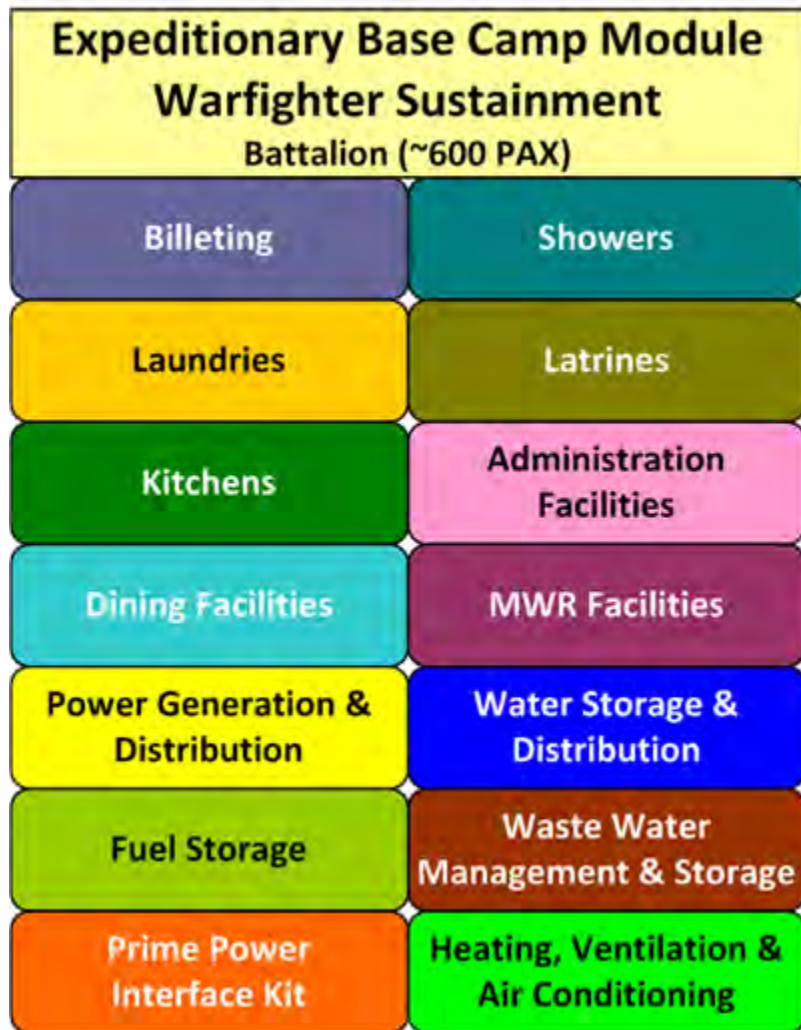 Expeditionary Base Camp Module
Warfighter Sustainment
Battalion (~600 PAX)
Billeting
Showers
Laundries
Latrines
Kitchens
Administration
Facilities
Dining Facilities
MWR Facilities
Power Generation &
Distribution
Water Storage &
Distribution
Fuel Storage
Waste Water
Management & Storage
Prime Power
Interface Kit
Heating, Ventilation &
Air Conditioning